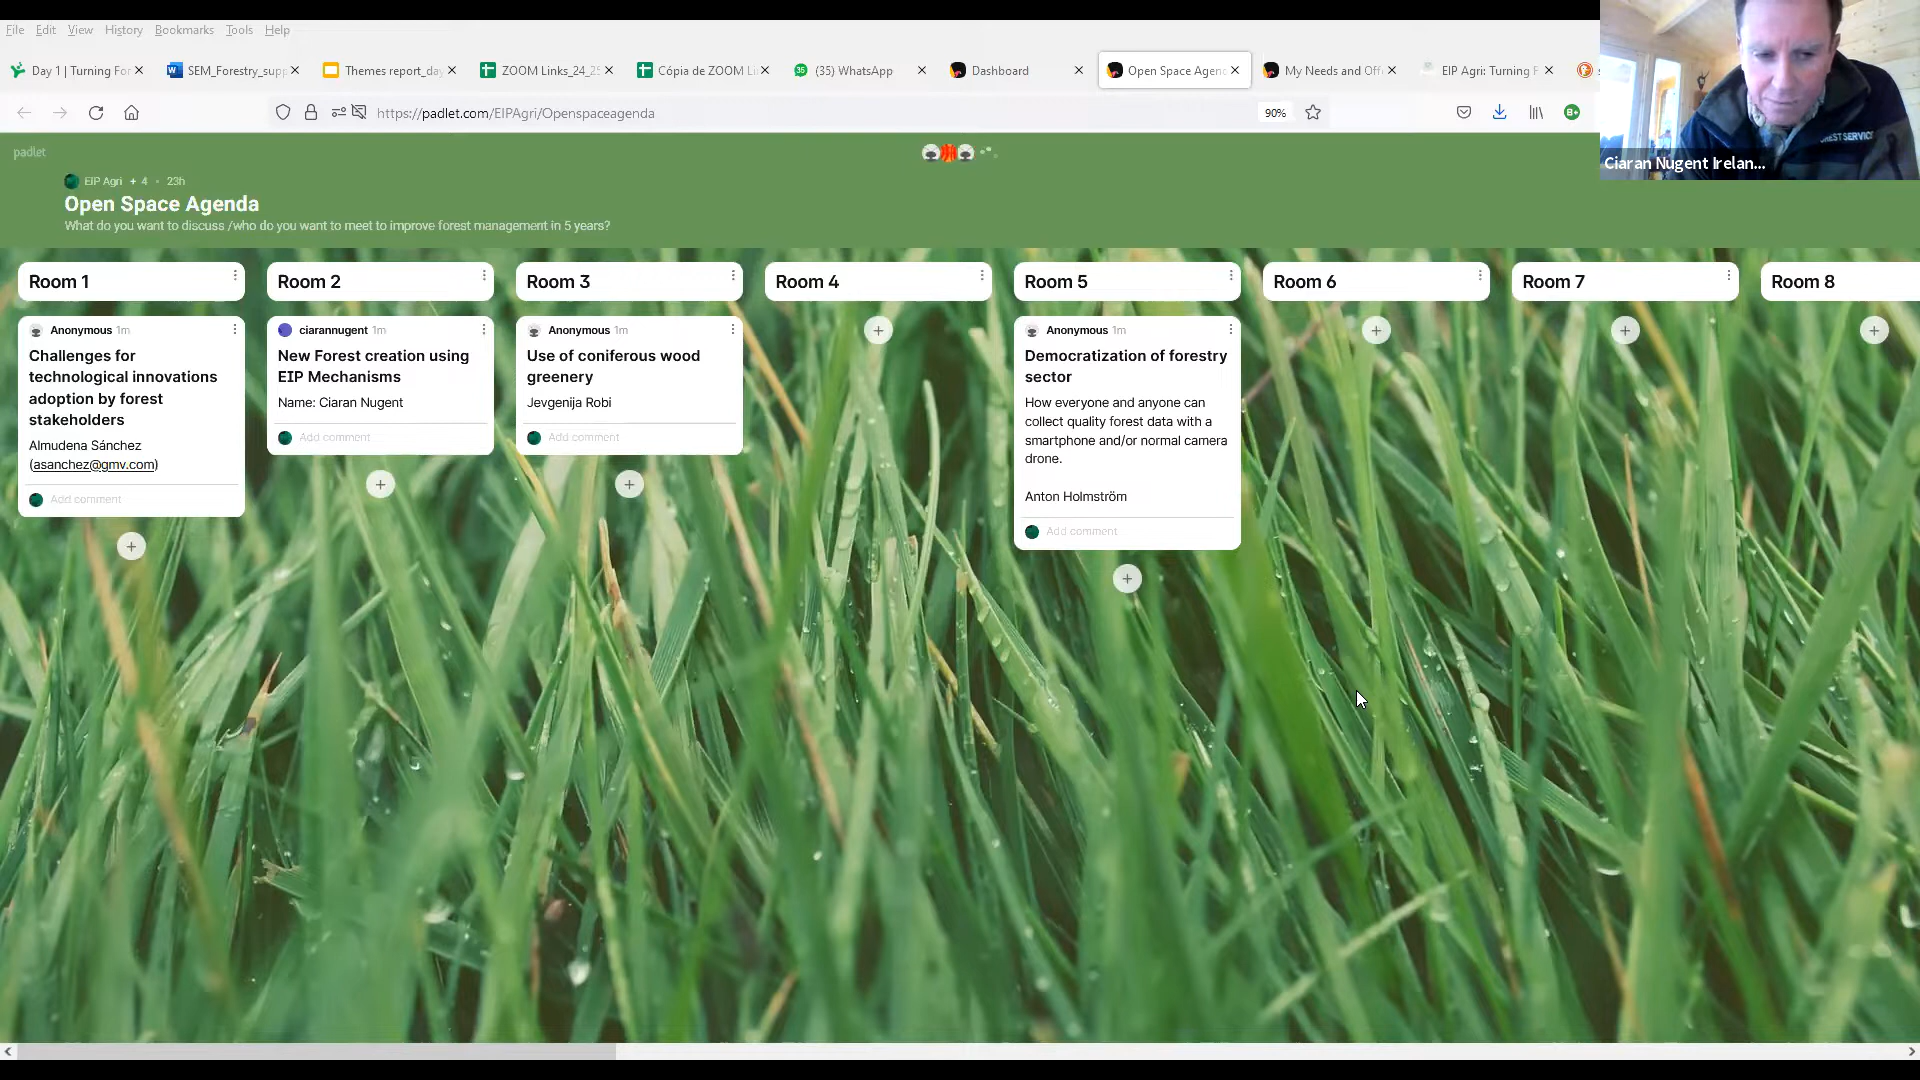 File Edit View History Bookmarks Tools Help
Day 1 | Turning For
SEM_Forestry_supp
Themes report_day
ZOOM Links_24_25
Cópia de ZOOM Li
(35) WhatsApp
Dashboard
Open Space Agend
My Needs and Off
EIP Agri: Turning F
https://padlet.com/EIPAgri/Openspaceagenda
90%
FOREST SERVICE
Ciaran Nugent Irelan...
padlet
EIP Agri + 4 • 23h
Open Space Agenda
What do you want to discuss /who do you want to meet to improve forest management in 5 years?
Room 1
Anonymous 1m
Challenges for
technological innovations
adoption by forest
stakeholders
Almudena Sánchez
(asanchez@gmv.com)
Add comment
Room 2
ciarannugent 1m
New Forest creation using
EIP Mechanisms
Name: Ciaran Nugent
Add comment
Room 3
Anonymous 1m
Use of coniferous wood
greenery
Jevgenija Robi
Add comment
Room 4
Room 5
Anonymous 1m
Democratization of forestry
sector
How everyone and anyone can
collect quality forest data with a
smartphone and/or normal camera
drone.
Anton Holmström
Add comment
Room 6
Room 7
Room 8